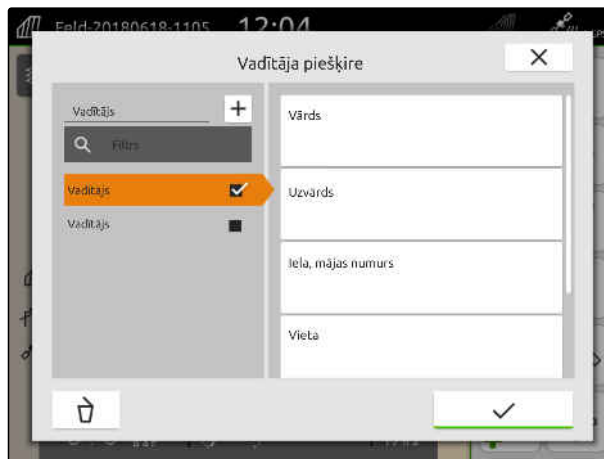 Feld-20180618-1105
12:04
Vadītāja piešķire
Vadītājs
Vārds
Filtrs
Vadītājs
Uzvārds
Vadītājs
Iela, mājas numurs
Vieta